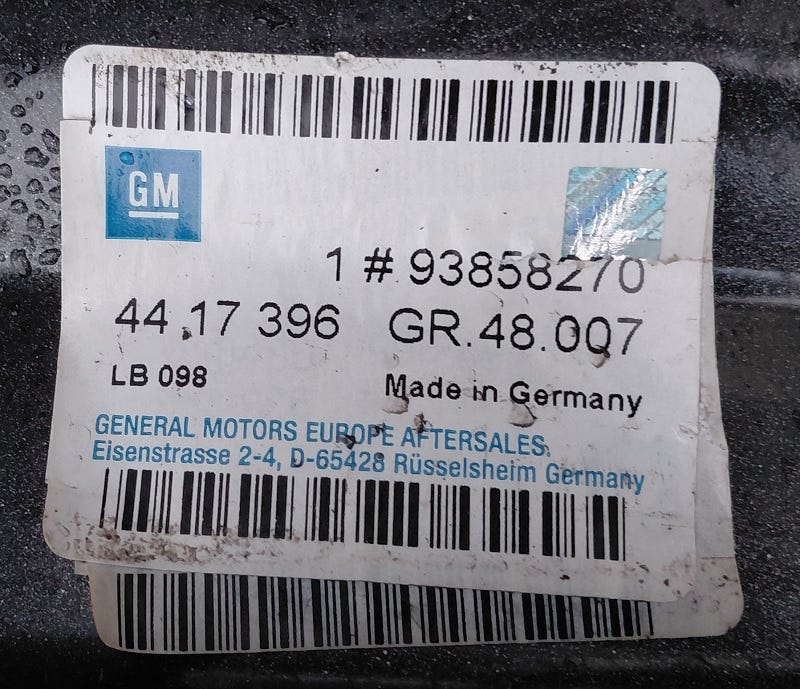 GM
1 # 93858270
44 17 396 GR.48.007
LB 098 Made in Germany
GENERAL MOTORS EUROPE AFTERSALES,
Eisenstrasse 2-4, D-65428 Rüsselsheim Germany